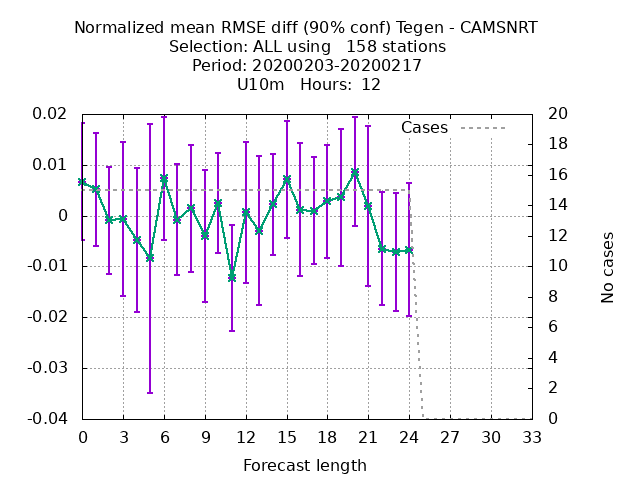 Normalized mean RMSE diff (90% conf) Tegen - CAMSNRT
Selection: ALL using   158 stations
Period: 20200203-20200217
U10m   Hours:  12
Cases
0.02
0.01
0
-0.01
-0.02
-0.03
-0.04
20
18
16
14
12
10
8
6
4
2
0
No cases
0 3 6 9 12 15 18 21 24 27 30 33
Forecast length